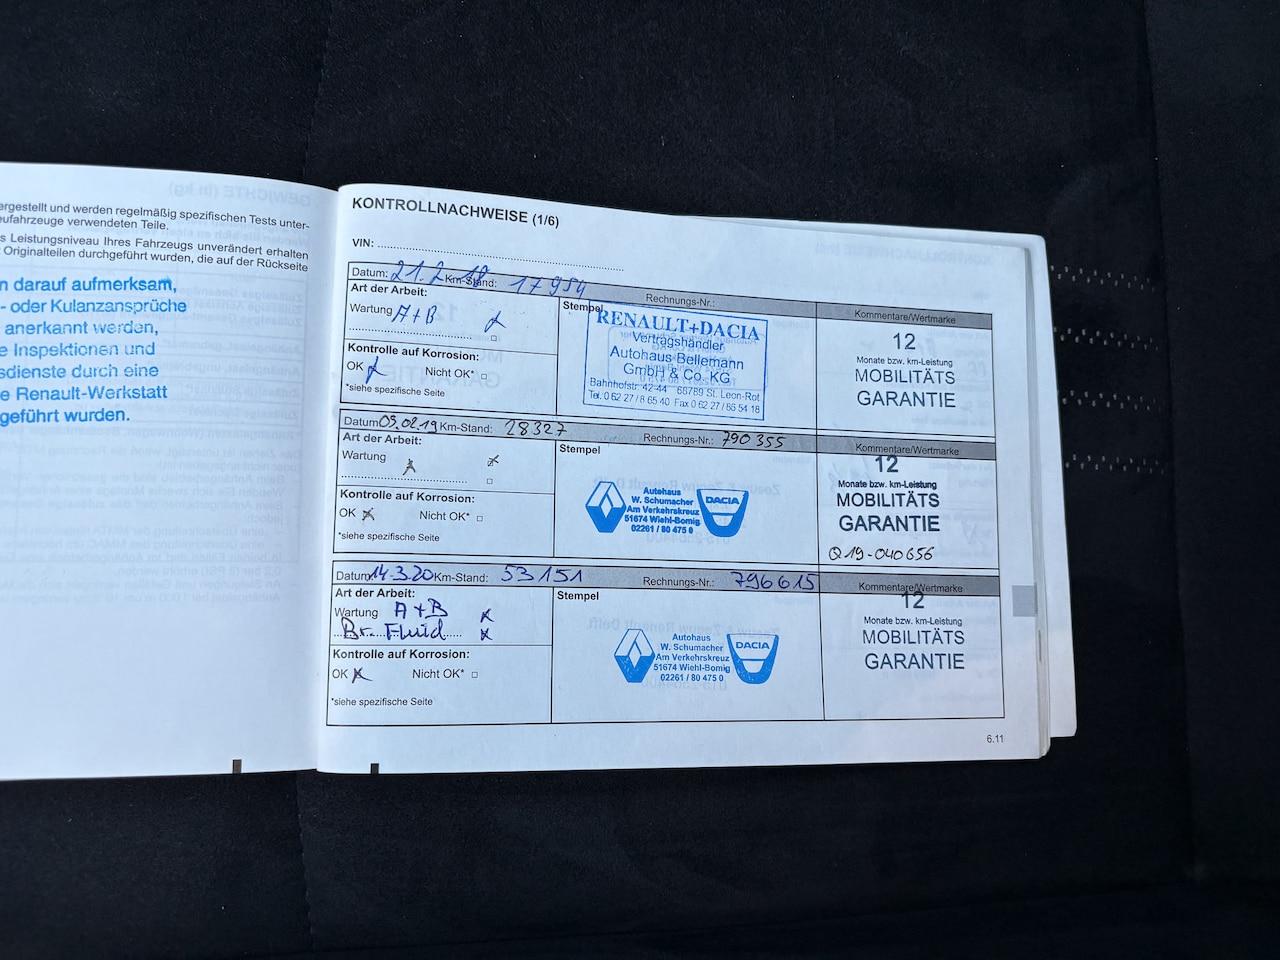 ergestellt und werden regelmäßig spezifischen Tests unter-
eufahrzeuge verwendeten Teile.
s Leistungsniveau Ihres Fahrzeugs unverändert erhalten
Originalteilen durchgeführt wurden, die auf der Rückseite
n darauf aufmerksam,
- oder Kulanzansprüche
anerkannt werden,
e Inspektionen und
sdienste durch eine
e Renault-Werkstatt
geführt wurden.
KONTROLLNACHWEISE (1/6)
VIN:
Datum: 21.2.18 Km-Stand: 17954 Rechnungs-Nr.:
Art der Arbeit:
Wartung A+B
Kontrolle auf Korrosion:
OK Nicht OK*
*siehe spezifische Seite
Stempel
RENAULT+DACIA
Vertragshändler
Autohaus Bellemann
GmbH & Co. KG
Bahnhofstr. 42-44 68789 St. Leon-Rot
Tel. 0 62 27 / 8 65 40 Fax 0 62 27 / 86 54 18
Kommentare/Wertmarke
12
Monate bzw. km-Leistung
MOBILITÄTS
GARANTIE
Datum 05.02.19 Km-Stand: 28327 Rechnungs-Nr.: 790355
Art der Arbeit:
Wartung A
Kontrolle auf Korrosion:
OK Nicht OK*
*siehe spezifische Seite
Stempel
Autohaus
W. Schumacher
Am Verkehrskreuz
51674 Wiehl-Bomig
02261 / 80 475 0
DACIA
Kommentare/Wertmarke
12
Monate bzw. km-Leistung
MOBILITÄTS
GARANTIE
Q19-040656
Datum 14.3.20 Km-Stand: 53151 Rechnungs-Nr.: 796615
Art der Arbeit:
Wartung A+B
Br. Fluid
Kontrolle auf Korrosion:
OK Nicht OK*
*siehe spezifische Seite
Stempel
Autohaus
W. Schumacher
Am Verkehrskreuz
51674 Wiehl-Bomig
02261 / 80 475 0
DACIA
Kommentare/Wertmarke
12
Monate bzw. km-Leistung
MOBILITÄTS
GARANTIE
6.11